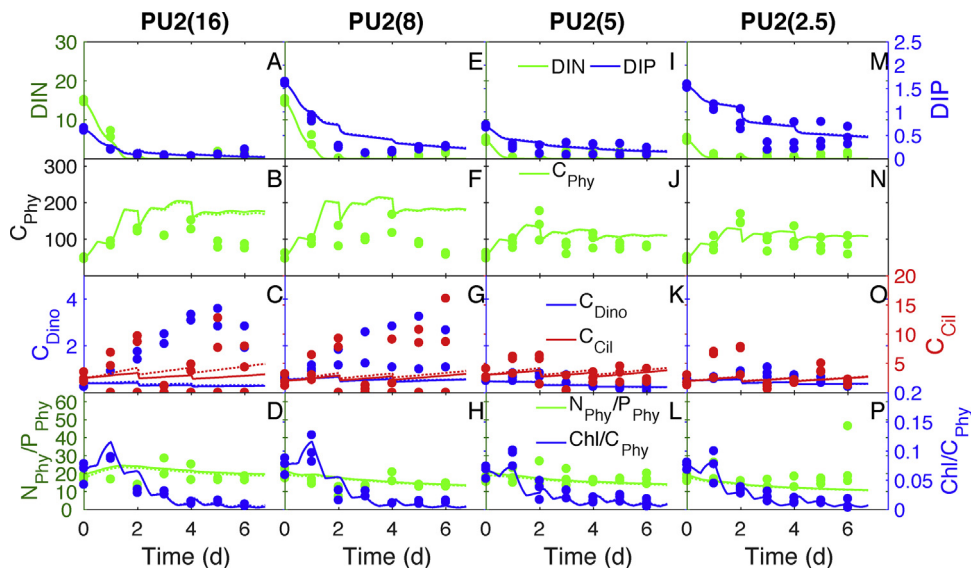 PU2(16) PU2(8) PU2(5) PU2(2.5)
30 A E I M 2.5
DIN DIP
20 2
1.5
10 1
0.5
0
DIN DIP
300 B F J N
C_Phy
200
100
C_Phy
C G K O 20
4 C_Dino 15
C_Cil
2 10
5
0.2
C_Dino C_Cil
60 D H L P
N_Phy/P_Phy
50
Chl/C_Phy
40 0.15
30 0.1
20
10 0.05
0 0
N_Phy/P_Phy Chl/C_Phy
0 2 4 6 0 2 4 6 0 2 4 6 0 2 4 6
Time (d) Time (d) Time (d) Time (d)